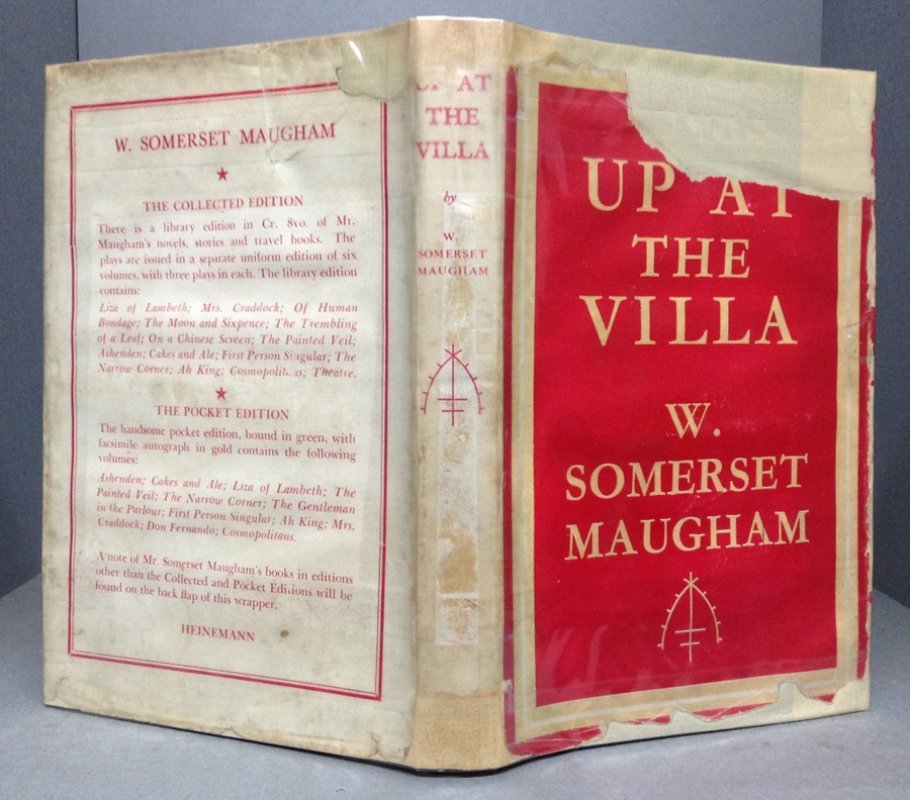 W. SOMERSET MAUGHAM
THE COLLECTED EDITION
There is a library edition in Cr. 8vo. of Mr.
Maugham's novels, stories and travel books. The
plays are issued in a separate uniform edition of six
volumes, with three plays in each. The library edition
contains:
Liza of Lambeth; Mrs. Craddock; Of Human
Bondage; The Moon and Sixpence; The Trembling
of a Leaf; On a Chinese Screen; The Painted Veil;
Ashenden; Cakes and Ale; First Person Singular; The
Narrow Corner; Ah King; Cosmopolitans; Theatre.
THE POCKET EDITION
The handsome pocket edition, bound in green, with
facsimile autograph in gold contains the following
volumes:
Ashenden; Cakes and Ale; Liza of Lambeth; The
Painted Veil; The Narrow Corner; The Gentleman
in the Parlour; First Person Singular; Ah King; Mrs.
Craddock; Don Fernando; Cosmopolitans.
A note of Mr. Somerset Maugham's books in editions
other than the Collected and Pocket Editions will be
found on the back flap of this wrapper.
HEINEMANN
UP AT
THE
VILLA
by
W.
SOMERSET
MAUGHAM
UP AT
THE
VILLA
W.
SOMERSET
MAUGHAM